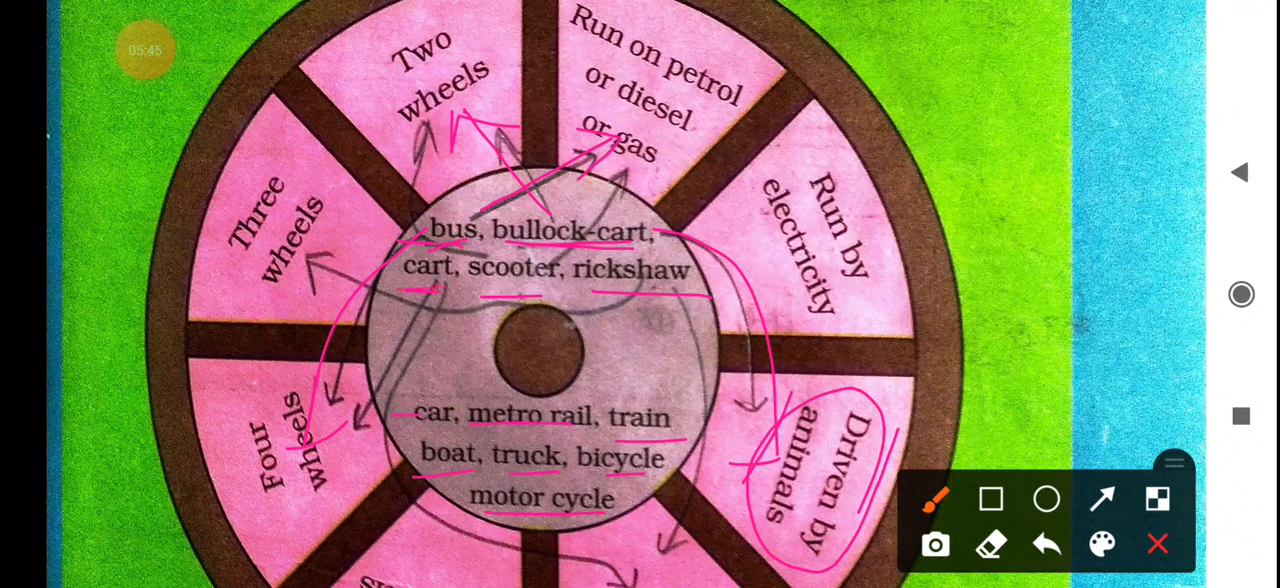 05:45
Two
wheels
Run on petrol
or diesel
or gas
Run by
electricity
Driven by
animals
Three
wheels
Four
wheels
bus, bullock-cart,
cart, scooter, rickshaw
car, metro rail, train
boat, truck, bicycle
motor cycle